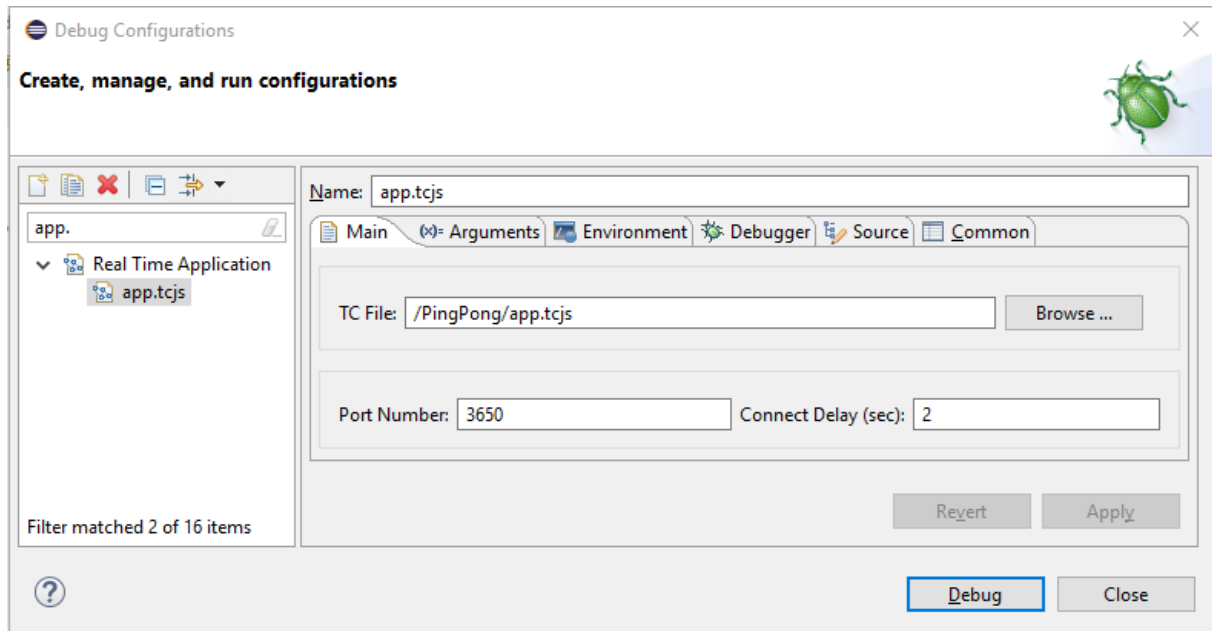 Debug Configurations
Create, manage, and run configurations
app.
Real Time Application
app.tcjs
Filter matched 2 of 16 items
Name: app.tcjs
Main (x)= Arguments Environment Debugger Source Common
TC File: /PingPong/app.tcjs Browse ...
Port Number: 3650 Connect Delay (sec): 2
Revert Apply
? Debug Close